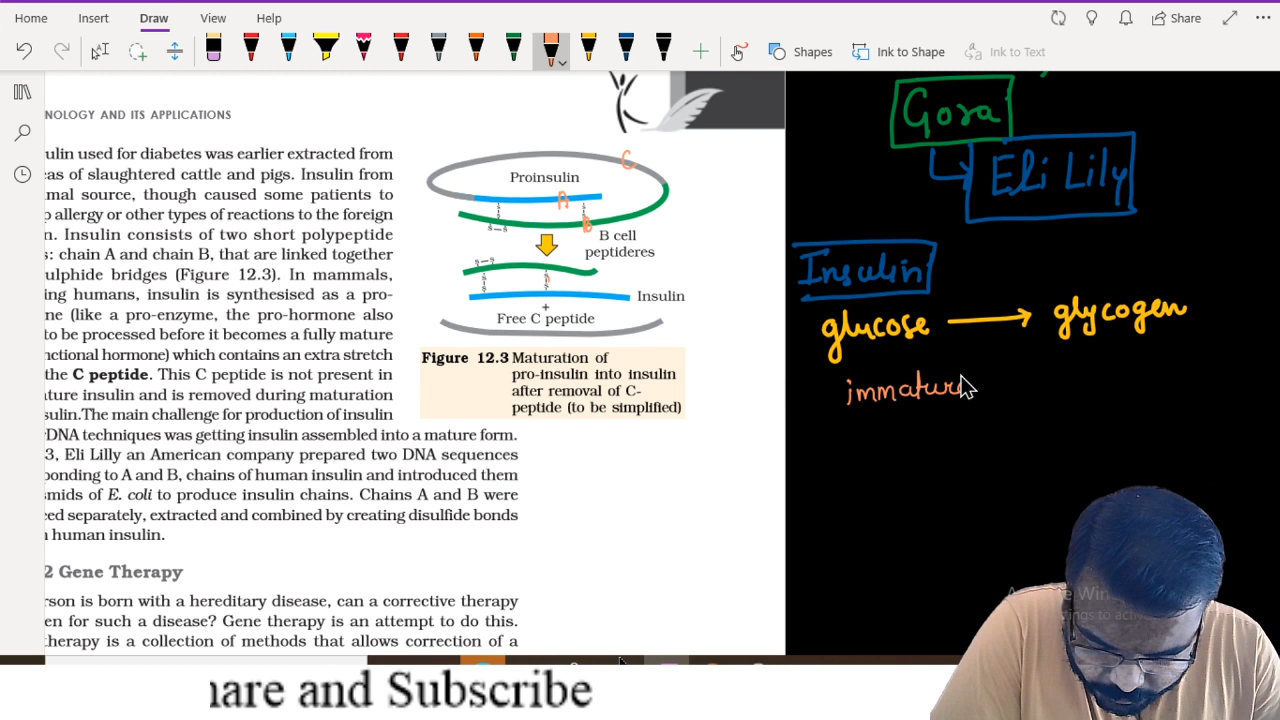 Home Insert Draw View Help Share
Shapes Ink to Shape Ink to Text
NOLOGY AND ITS APPLICATIONS
ulin used for diabetes was earlier extracted from
eas of slaughtered cattle and pigs. Insulin from
mal source, though caused some patients to
p allergy or other types of reactions to the foreign
n. Insulin consists of two short polypeptide
s: chain A and chain B, that are linked together
ulphide bridges (Figure 12.3). In mammals,
ing humans, insulin is synthesised as a pro-
ne (like a pro-enzyme, the pro-hormone also
to be processed before it becomes a fully mature
nctional hormone) which contains an extra stretch
the C peptide. This C peptide is not present in
ture insulin and is removed during maturation
sulin.The main challenge for production of insulin
rDNA techniques was getting insulin assembled into a mature form.
3, Eli Lilly an American company prepared two DNA sequences
ponding to A and B, chains of human insulin and introduced them
smids of E. coli to produce insulin chains. Chains A and B were
ced separately, extracted and combined by creating disulfide bonds
human insulin.
2 Gene Therapy
rson is born with a hereditary disease, can a corrective therapy
en for such a disease? Gene therapy is an attempt to do this.
therapy is a collection of methods that allows correction of a
C
Proinsulin
A
B
S-S
B cell
peptideres
S-S
Insulin
+
Free C peptide
Figure 12.3 Maturation of
pro-insulin into insulin
after removal of C-
peptide (to be simplified)
Gora
Eli Lily
Insulin
glucose → glycogen
immature
hare and Subscribe